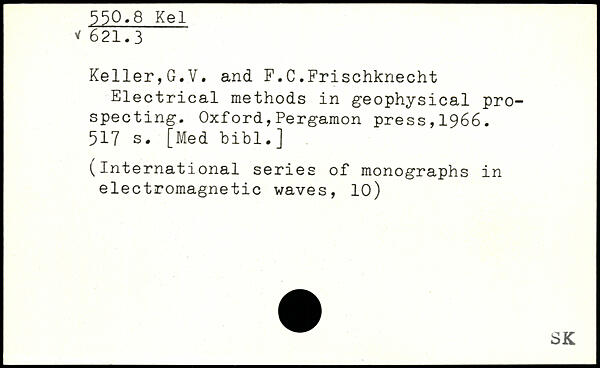 550.8 Kel
√ 621.3
Keller,G.V. and F.C.Frischknecht
Electrical methods in geophysical pro-
specting. Oxford,Pergamon press,1966.
517 s. [Med bibl.]
(International series of monographs in
electromagnetic waves, 10)
SK